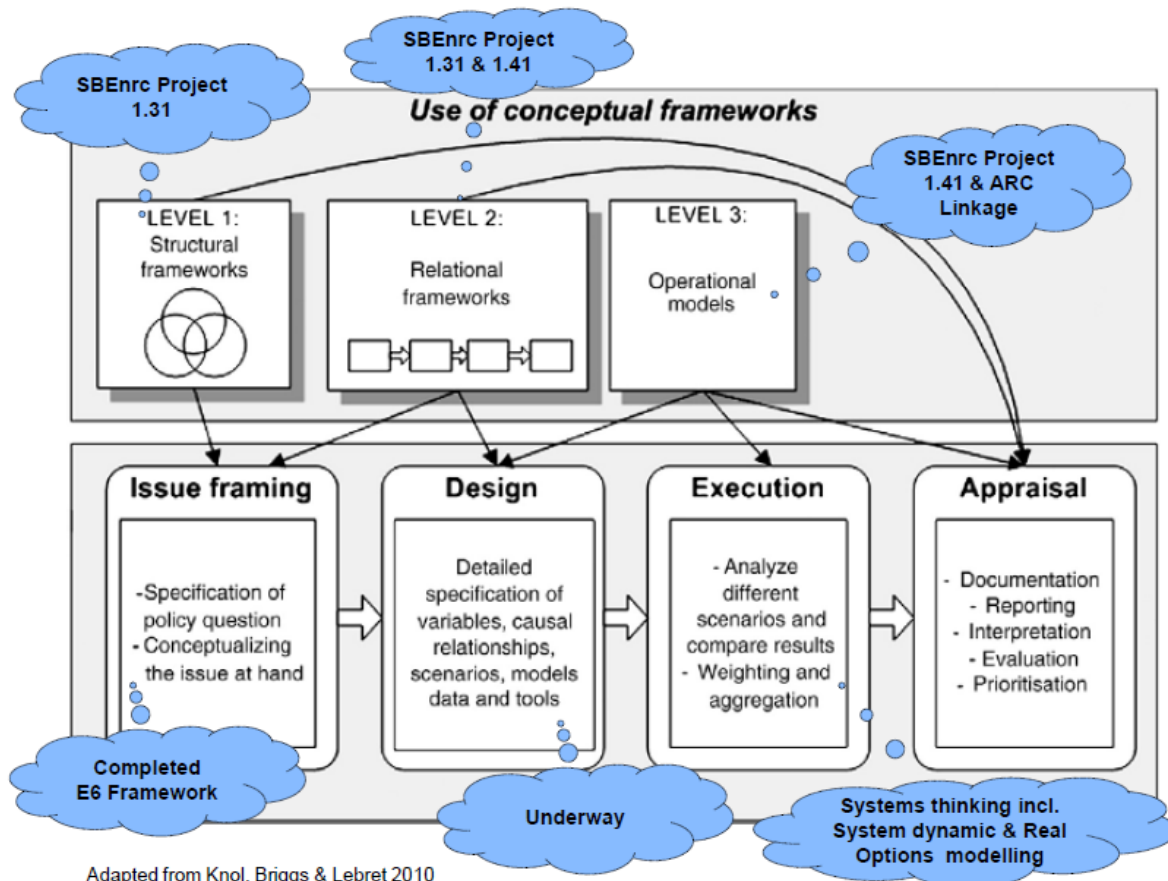 SBEnrc Project
1.31
SBEnrc Project
1.31 & 1.41
Use of conceptual frameworks
SBEnrc Project
1.41 & ARC
Linkage
LEVEL 1:
Structural
frameworks
LEVEL 2:
Relational
frameworks
LEVEL 3:
Operational
models
Issue framing
-Specification of
policy question
-Conceptualizing
the issue at hand
Design
Detailed
specification of
variables, causal
relationships,
scenarios, models
data and tools
Execution
- Analyze
different
scenarios and
compare results
- Weighting and
aggregation
Appraisal
- Documentation
- Reporting
- Interpretation
- Evaluation
- Prioritisation
Completed
E6 Framework
Underway
Systems thinking incl.
System dynamic & Real
Options modelling
Adapted from Knol, Briggs & Lebret 2010